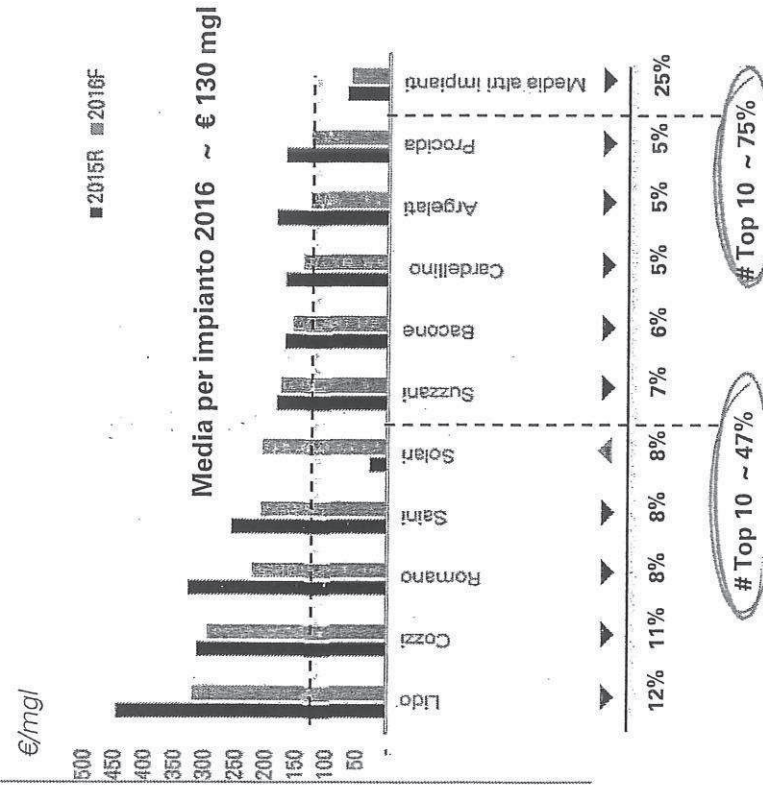 €/mgl
■ 2015R ■ 2016F
Media per impianto 2016 ~ € 130 mgl
500
450
400
350
300
250
200
150
100
50
-
Lido
Cozzi
Romano
Saini
Solari
Suzzani
Bacone
Cardellino
Argelati
Procida
Media altri impianti
12% 11% 8% 8% 8% 7% 6% 5% 5% 5% 25%
# Top 10 ~ 47%
# Top 10 ~ 75%